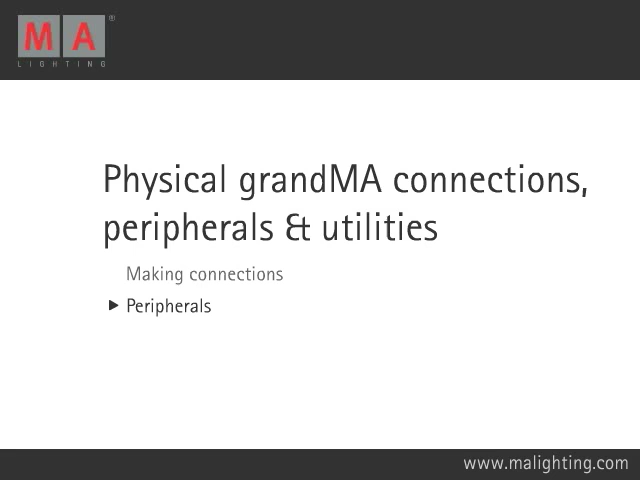 MA®
LIGHTING
Physical grandMA connections,
peripherals & utilities
Making connections
Peripherals
www.malighting.com